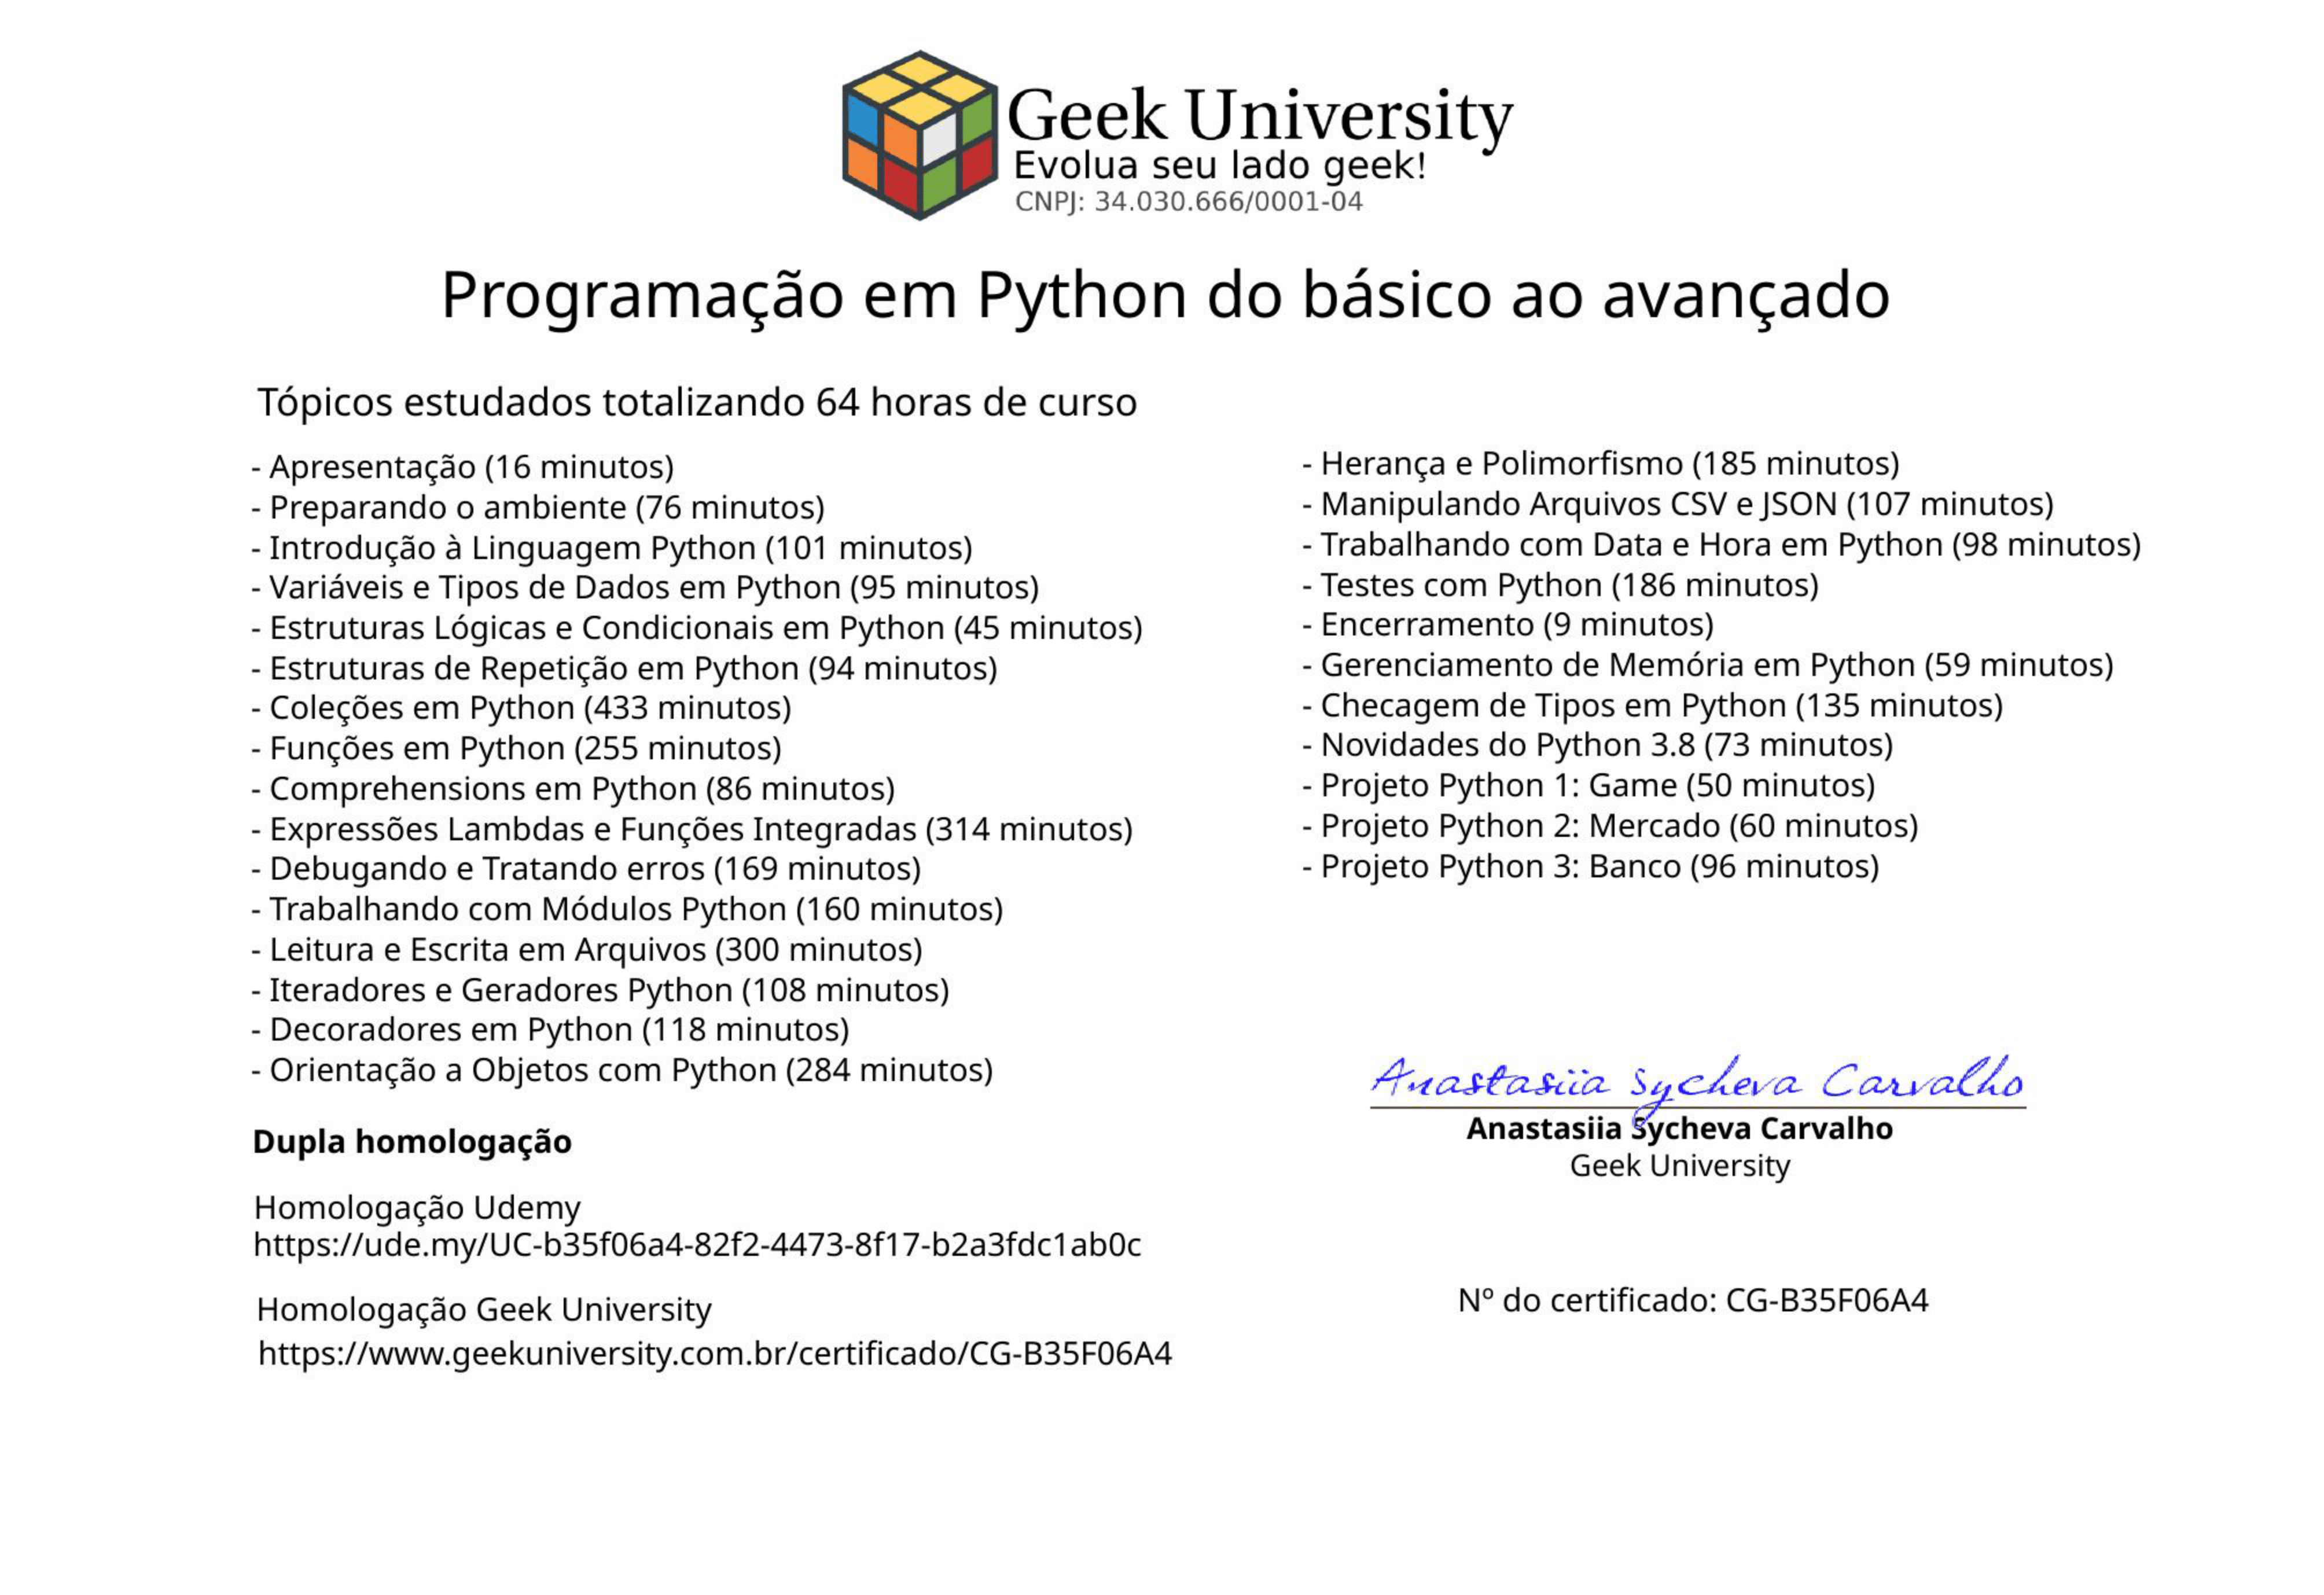 Geek University
Evolua seu lado geek!
CNPJ: 34.030.666/0001-04
Programação em Python do básico ao avançado
Tópicos estudados totalizando 64 horas de curso
- Apresentação (16 minutos)
- Preparando o ambiente (76 minutos)
- Introdução à Linguagem Python (101 minutos)
- Variáveis e Tipos de Dados em Python (95 minutos)
- Estruturas Lógicas e Condicionais em Python (45 minutos)
- Estruturas de Repetição em Python (94 minutos)
- Coleções em Python (433 minutos)
- Funções em Python (255 minutos)
- Comprehensions em Python (86 minutos)
- Expressões Lambdas e Funções Integradas (314 minutos)
- Debugando e Tratando erros (169 minutos)
- Trabalhando com Módulos Python (160 minutos)
- Leitura e Escrita em Arquivos (300 minutos)
- Iteradores e Geradores Python (108 minutos)
- Decoradores em Python (118 minutos)
- Orientação a Objetos com Python (284 minutos)
- Herança e Polimorfismo (185 minutos)
- Manipulando Arquivos CSV e JSON (107 minutos)
- Trabalhando com Data e Hora em Python (98 minutos)
- Testes com Python (186 minutos)
- Encerramento (9 minutos)
- Gerenciamento de Memória em Python (59 minutos)
- Checagem de Tipos em Python (135 minutos)
- Novidades do Python 3.8 (73 minutos)
- Projeto Python 1: Game (50 minutos)
- Projeto Python 2: Mercado (60 minutos)
- Projeto Python 3: Banco (96 minutos)
Dupla homologação
Homologação Udemy
https://ude.my/UC-b35f06a4-82f2-4473-8f17-b2a3fdc1ab0c
Homologação Geek University
https://www.geekuniversity.com.br/certificado/CG-B35F06A4
Anastasiia Sycheva Carvalho
Anastasiia Sycheva Carvalho
Geek University
Nº do certificado: CG-B35F06A4